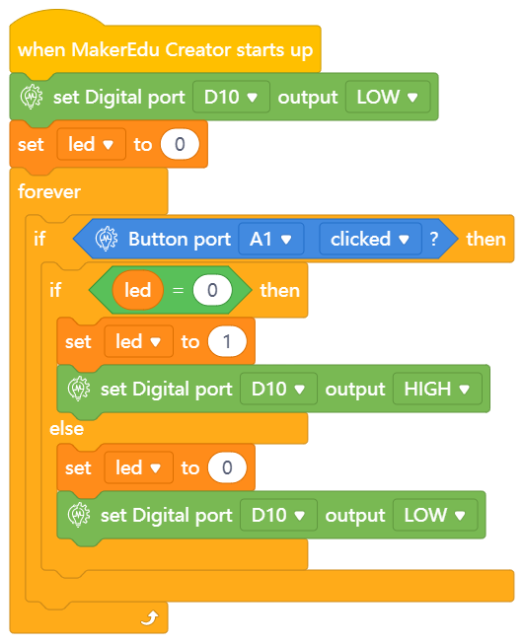 when MakerEdu Creator starts up
set Digital port D10 output LOW
set led to 0
forever
if Button port A1 clicked ? then
if led = 0 then
set led to 1
set Digital port D10 output HIGH
else
set led to 0
set Digital port D10 output LOW